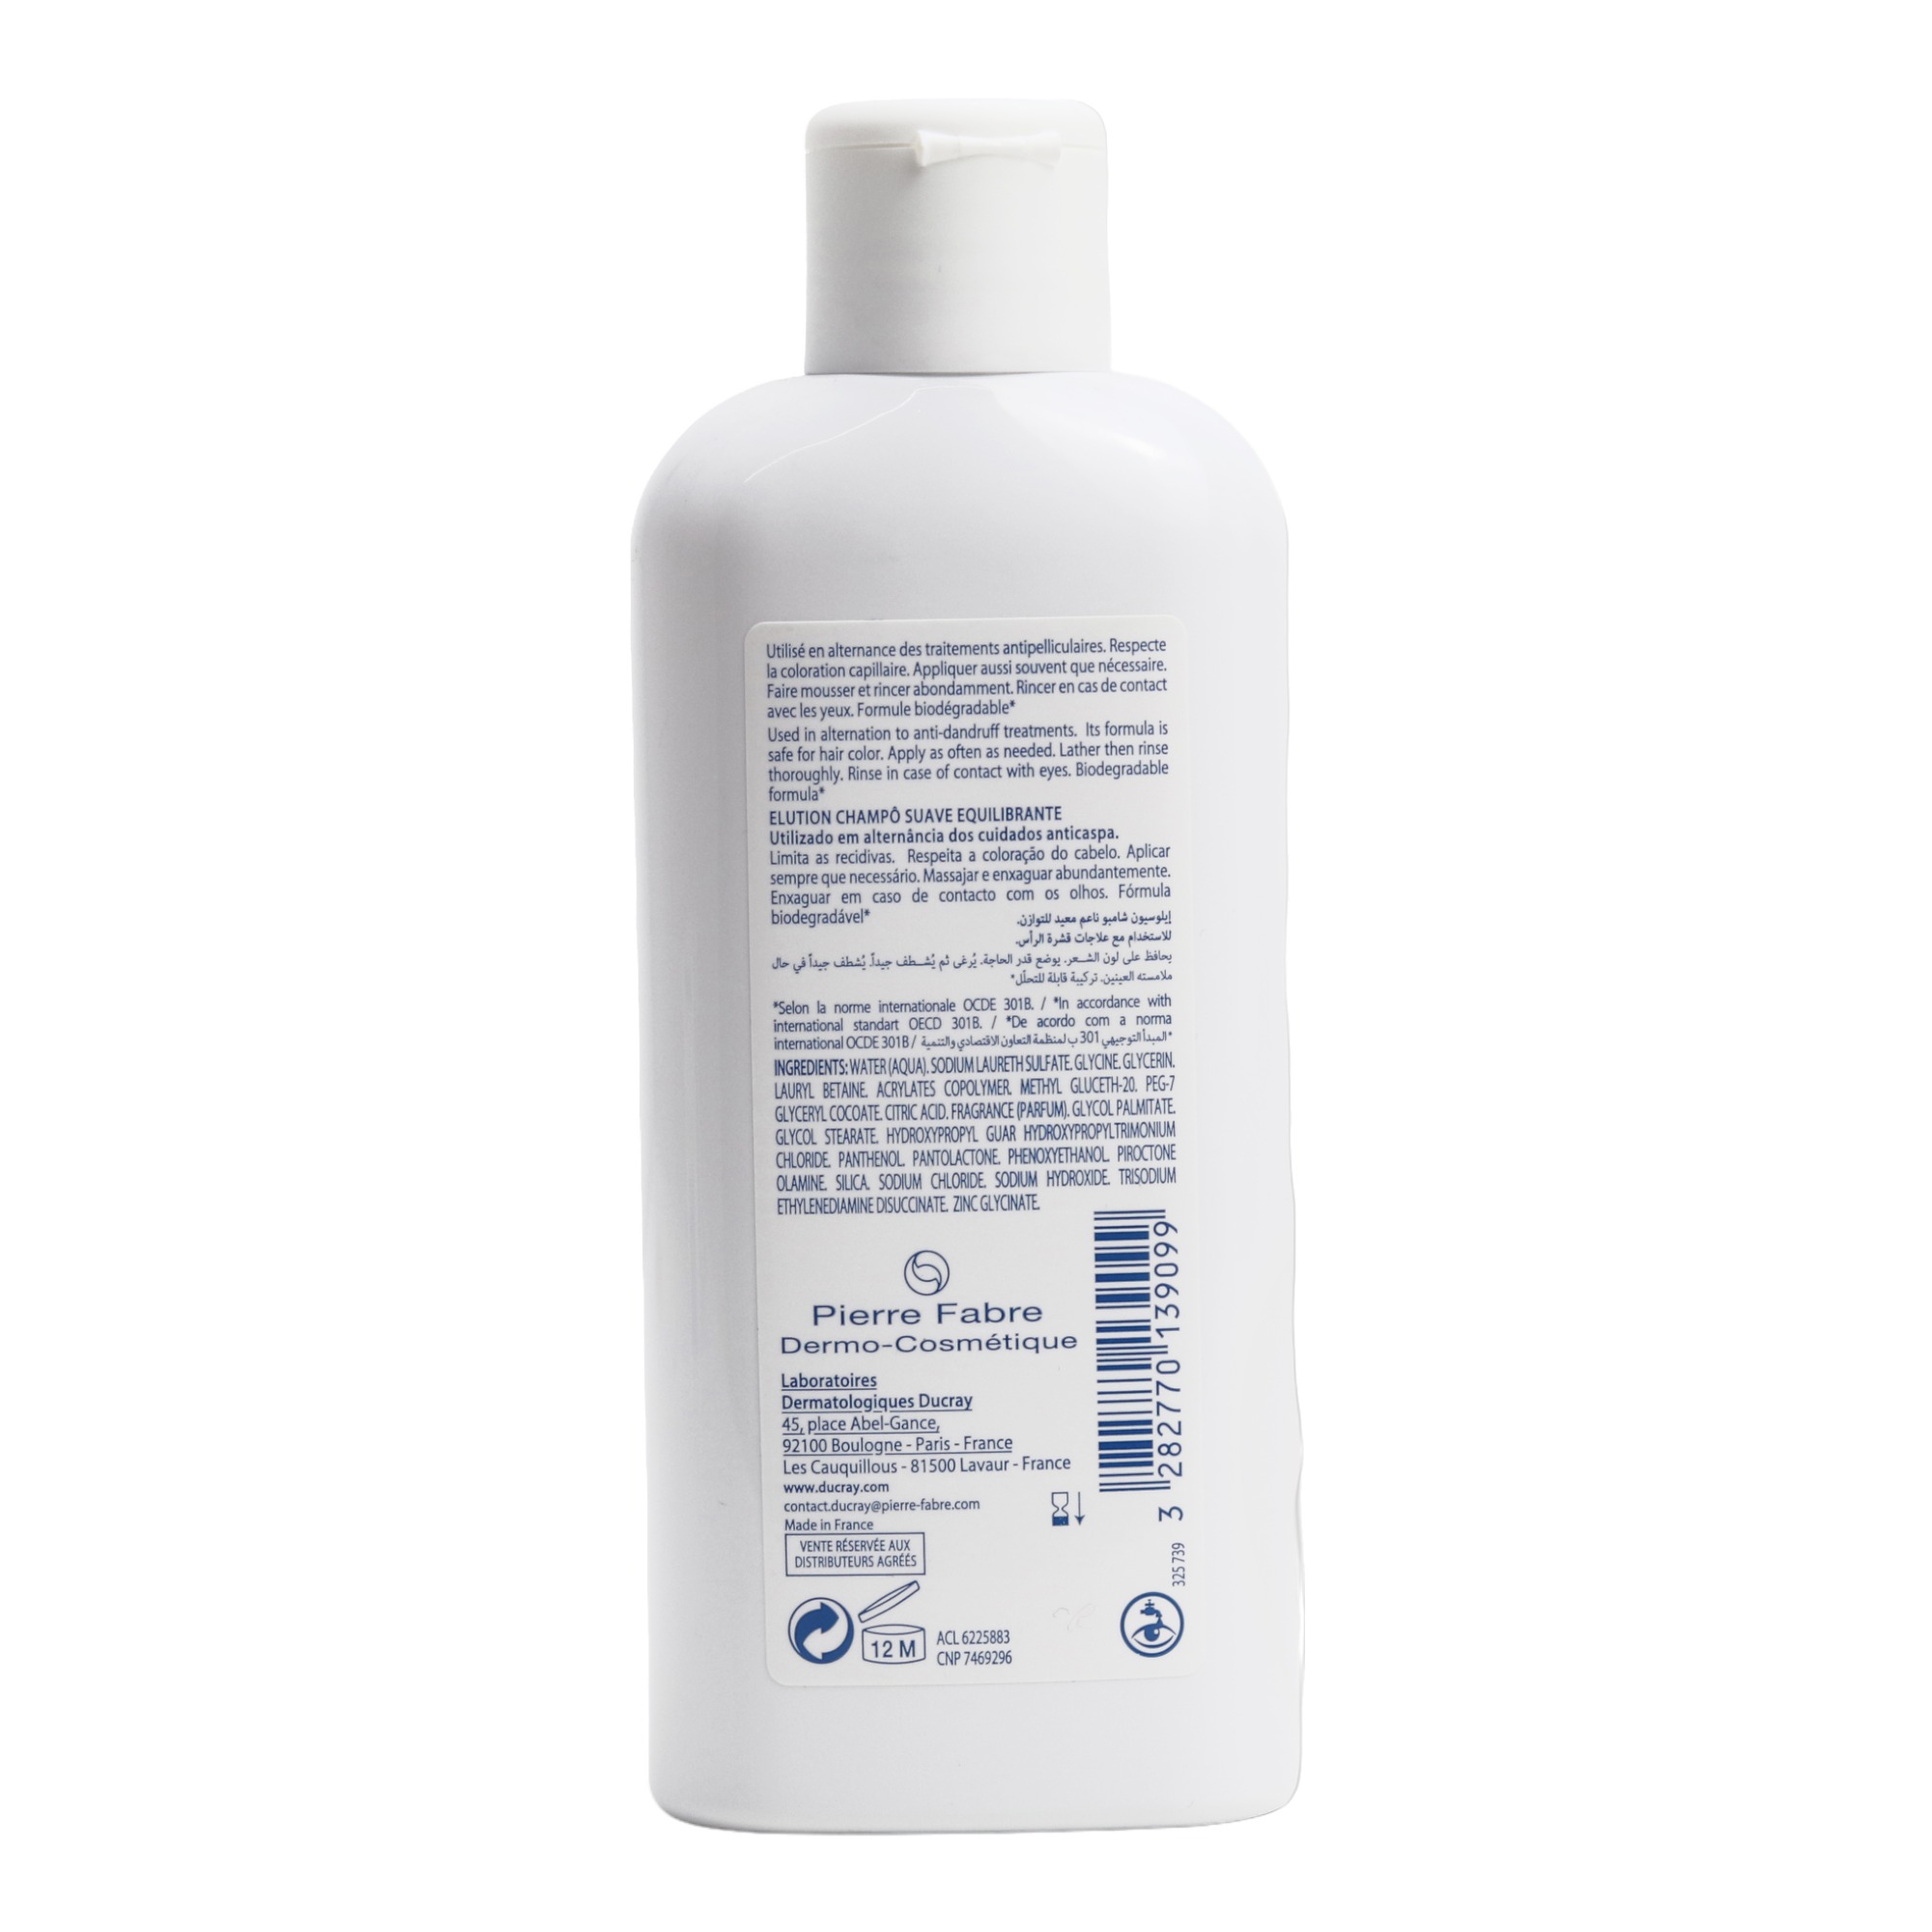 Utilisé en alternance des traitements antipelliculaires. Respecte
la coloration capillaire. Appliquer aussi souvent que nécessaire.
Faire mousser et rincer abondamment. Rincer en cas de contact
avec les yeux. Formule biodégradable*
Used in alternation to anti-dandruff treatments. Its formula is
safe for hair color. Apply as often as needed. Lather then rinse
thoroughly. Rinse in case of contact with eyes. Biodegradable
formula*
ELUTION CHAMPÔ SUAVE EQUILIBRANTE
Utilizado em alternância dos cuidados anticaspa.
Limita as recidivas. Respeita a coloração do cabelo. Aplicar
sempre que necessário. Massajar e enxaguar abundantemente.
Enxaguar em caso de contacto com os olhos. Fórmula
biodegradável*
إيلوسيون شامبو ناعم معيد للتوازن.
للاستخدام مع علاجات قشرة الرأس.
يحافظ على لون الشعر. يوضع قدر الحاجة. يُرغى ثم يُشطف جيداً. يُشطف جيداً في حال
ملامسته العينين. تركيبة قابلة للتحلّل*
*Selon la norme internationale OCDE 301B. / *In accordance with
international standart OECD 301B. / *De acordo com a norma
international OCDE 301B / *المبدأ التوجيهي 301 ب لمنظمة التعاون الاقتصادي والتنمية
INGREDIENTS: WATER (AQUA). SODIUM LAURETH SULFATE. GLYCINE. GLYCERIN.
LAURYL BETAINE. ACRYLATES COPOLYMER. METHYL GLUCETH-20. PEG-7
GLYCERYL COCOATE. CITRIC ACID. FRAGRANCE (PARFUM). GLYCOL PALMITATE.
GLYCOL STEARATE. HYDROXYPROPYL GUAR HYDROXYPROPYLTRIMONIUM
CHLORIDE. PANTHENOL. PANTOLACTONE. PHENOXYETHANOL. PIROCTONE
OLAMINE. SILICA. SODIUM CHLORIDE. SODIUM HYDROXIDE. TRISODIUM
ETHYLENEDIAMINE DISUCCINATE. ZINC GLYCINATE.
Pierre Fabre
Dermo-Cosmétique
Laboratoires
Dermatologiques Ducray
45, place Abel-Gance,
92100 Boulogne - Paris - France
Les Cauquillous - 81500 Lavaur - France
www.ducray.com
contact.ducray@pierre-fabre.com
Made in France
VENTE RÉSERVÉE AUX
DISTRIBUTEURS AGRÉÉS
12 M
ACL 6225883
CNP 7469296
3 282770 139099
325 739